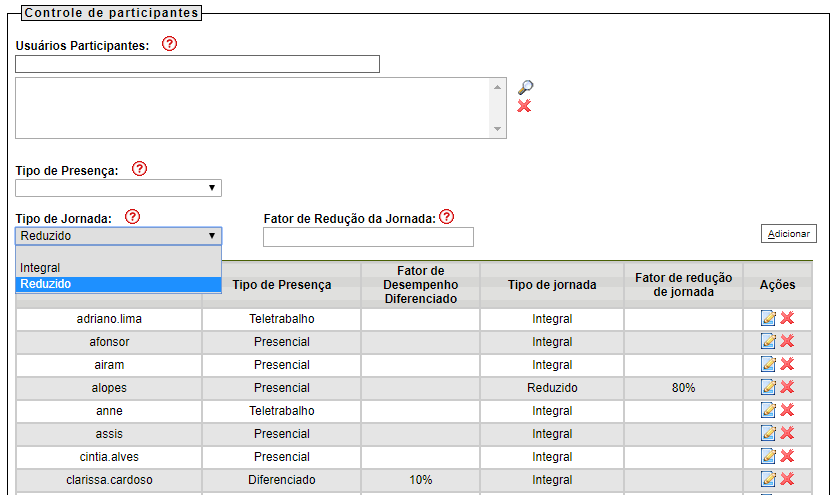 Controle de participantes
Usuários Participantes: ?
Tipo de Presença: ?
Tipo de Jornada: ? Fator de Redução da Jornada: ?
Reduzido Adicionar
Integral
Reduzido
Tipo de Presença Fator de Desempenho Diferenciado Tipo de jornada Fator de redução de jornada Ações
adriano.lima Teletrabalho Integral
afonsor Presencial Integral
airam Presencial Integral
alopes Presencial Reduzido 80%
anne Teletrabalho Integral
assis Presencial Integral
cintia.alves Presencial Integral
clarissa.cardoso Diferenciado 10% Integral